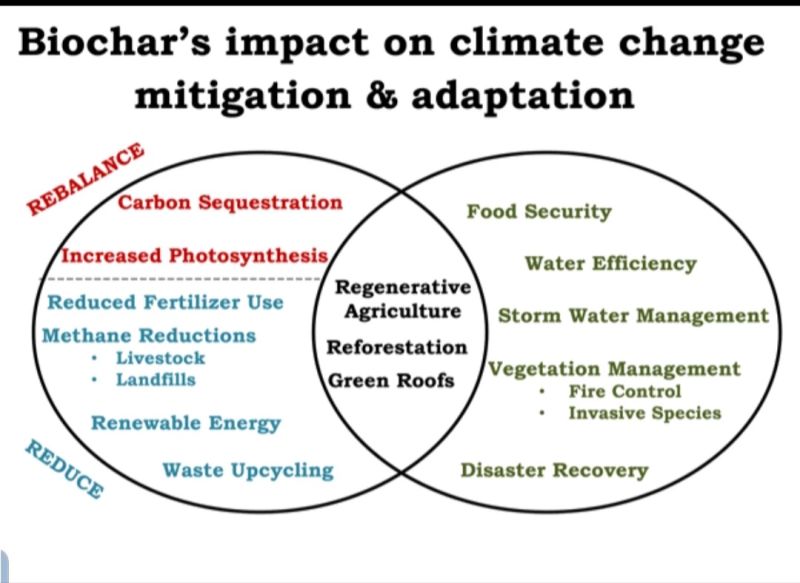 Biochar's impact on climate change
mitigation & adaptation
REBALANCE
Carbon Sequestration
Increased Photosynthesis
Reduced Fertilizer Use
Methane Reductions
• Livestock
• Landfills
Renewable Energy
Waste Upcycling
REDUCE
Regenerative
Agriculture
Reforestation
Green Roofs
Food Security
Water Efficiency
Storm Water Management
Vegetation Management
• Fire Control
• Invasive Species
Disaster Recovery